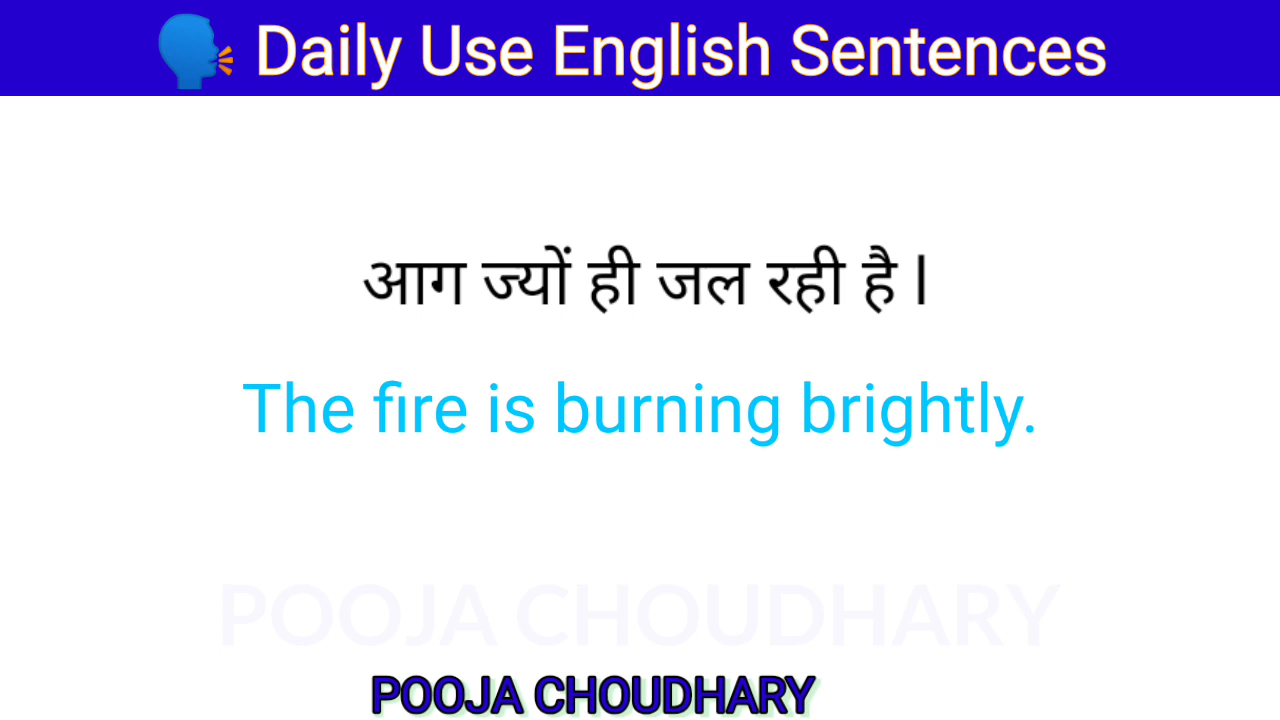 🗣 Daily Use English Sentences
आग ज्यों ही जल रही है l
The fire is burning brightly.
POOJA CHOUDHARY
POOJA CHOUDHARY